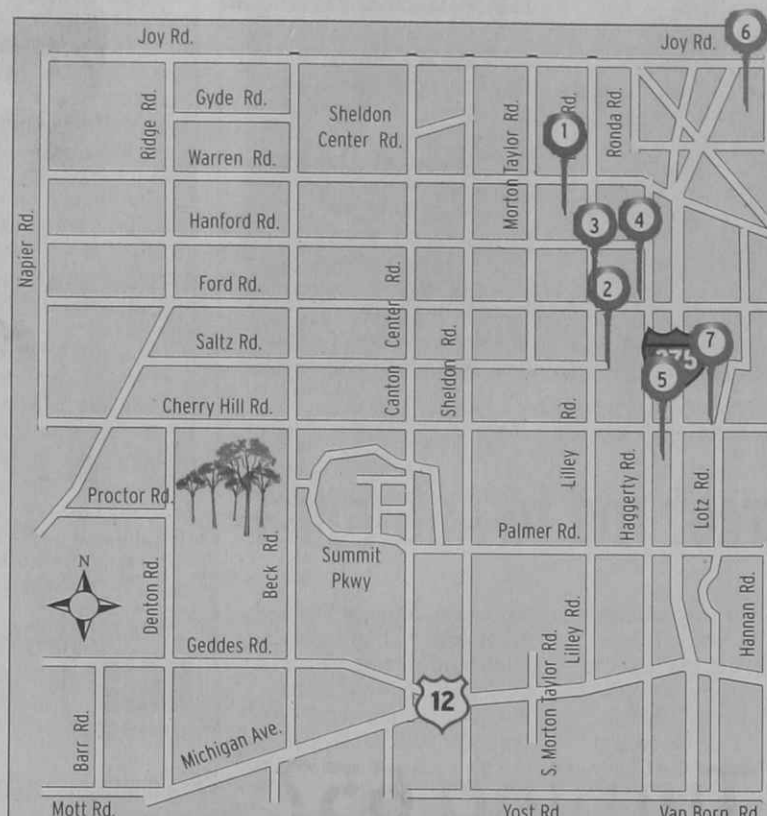 Joy Rd.
Joy Rd.
6
Gyde Rd.
Sheldon
Center Rd.
Ridge Rd.
Morton Taylor Rd.
1
Rd.
Ronda Rd.
Warren Rd.
Hanford Rd.
3
4
Napier Rd.
Ford Rd.
Canton Center Rd.
2
Saltz Rd.
Sheldon Rd.
275
7
5
Cherry Hill Rd.
Lilley Rd.
Haggerty Rd.
Lotz Rd.
Proctor Rd.
Palmer Rd.
Beck Rd.
Summit
Pkwy
N
Denton Rd.
Hannan Rd.
Lilley Rd.
S. Morton Taylor Rd.
Geddes Rd.
12
Barr Rd.
Michigan Ave.
Mott Rd.
Yost Rd.
Van Born Rd.